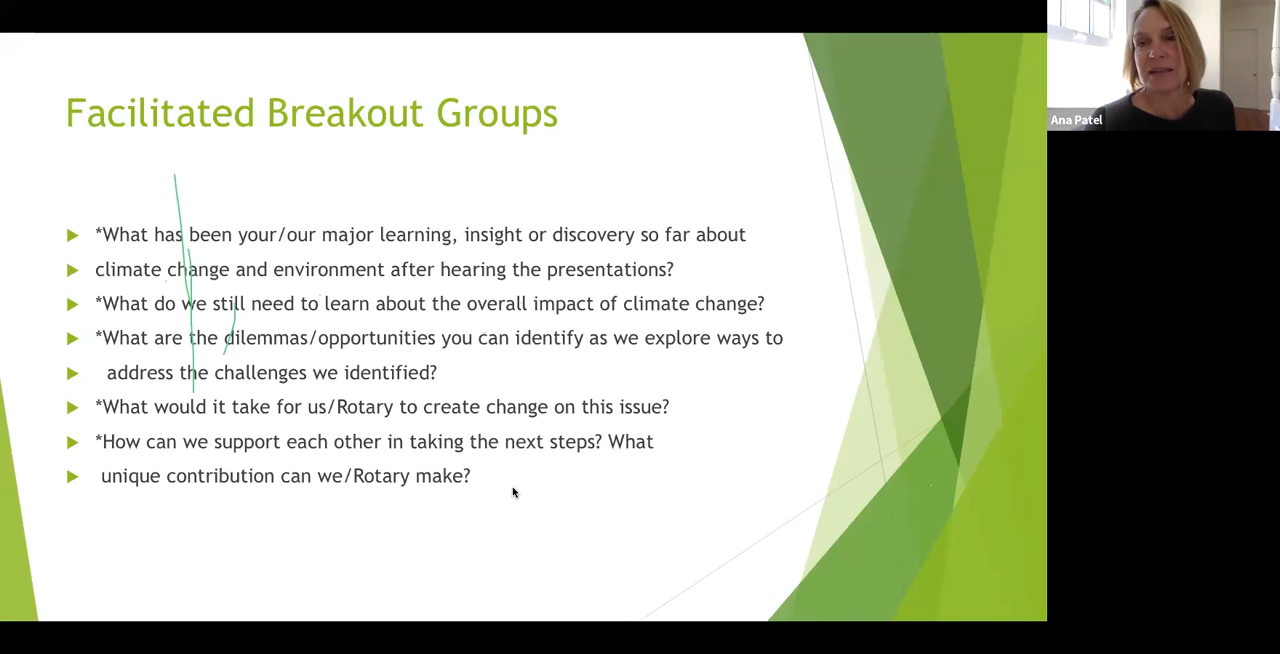 Facilitated Breakout Groups
*What has been your/our major learning, insight or discovery so far about
climate change and environment after hearing the presentations?
*What do we still need to learn about the overall impact of climate change?
*What are the dilemmas/opportunities you can identify as we explore ways to
address the challenges we identified?
*What would it take for us/Rotary to create change on this issue?
*How can we support each other in taking the next steps? What
unique contribution can we/Rotary make?
Ana Patel